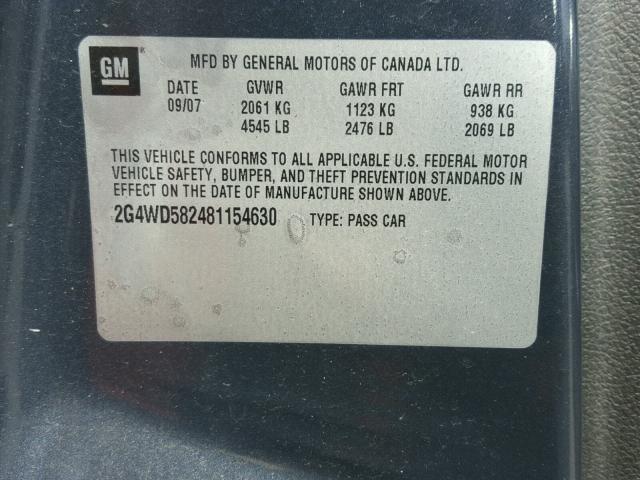 GM MFD BY GENERAL MOTORS OF CANADA LTD.
DATE GVWR GAWR FRT GAWR RR
09/07 2061 KG 1123 KG 938 KG
4545 LB 2476 LB 2069 LB
THIS VEHICLE CONFORMS TO ALL APPLICABLE U.S. FEDERAL MOTOR
VEHICLE SAFETY, BUMPER, AND THEFT PREVENTION STANDARDS IN
EFFECT ON THE DATE OF MANUFACTURE SHOWN ABOVE.
2G4WD582481154630 TYPE: PASS CAR